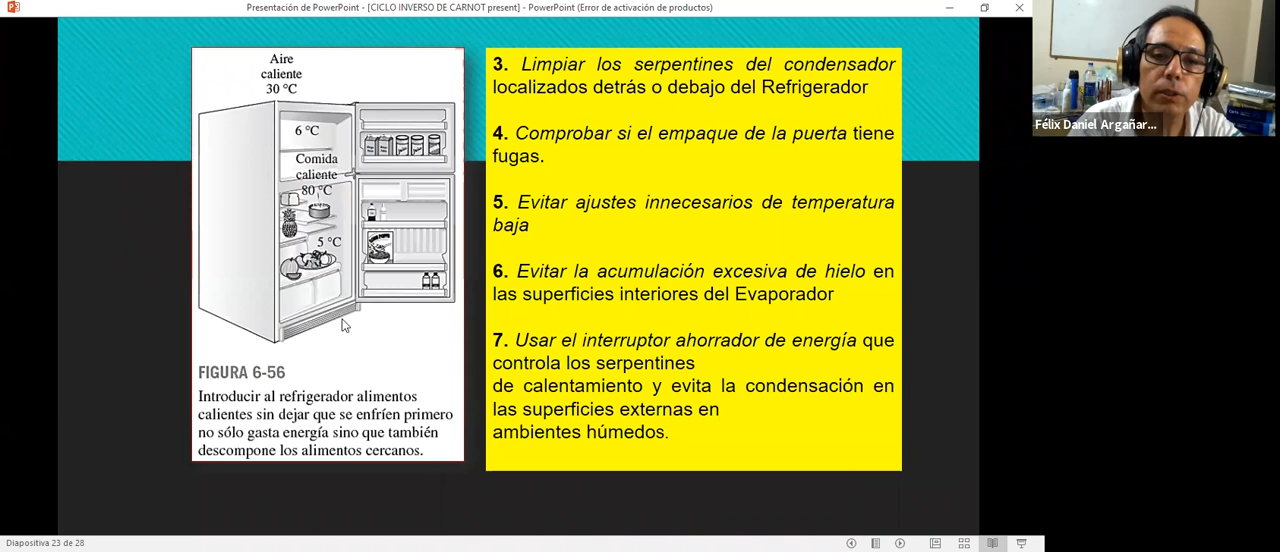 Presentación de PowerPoint - [CICLO INVERSO DE CARNOT present] - PowerPoint (Error de activación de productos)
Aire
caliente
30 °C
6 °C
Comida
caliente
80 °C
5 °C
FIGURA 6-56
Introducir al refrigerador alimentos
calientes sin dejar que se enfríen primero
no sólo gasta energía sino que también
descompone los alimentos cercanos.
3. Limpiar los serpentines del condensador
localizados detrás o debajo del Refrigerador
4. Comprobar si el empaque de la puerta tiene
fugas.
5. Evitar ajustes innecesarios de temperatura
baja
6. Evitar la acumulación excesiva de hielo en
las superficies interiores del Evaporador
7. Usar el interruptor ahorrador de energía que
controla los serpentines
de calentamiento y evita la condensación en
las superficies externas en
ambientes húmedos.
Félix Daniel Argañar...
Diapositiva 23 de 28